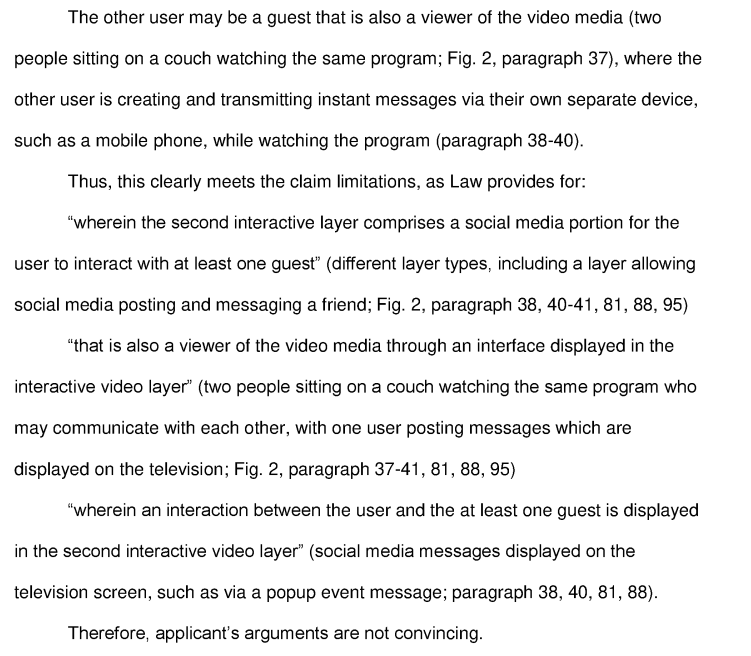 The other user may be a guest that is also a viewer of the video media (two
people sitting on a couch watching the same program; Fig. 2, paragraph 37), where the
other user is creating and transmitting instant messages via their own separate device,
such as a mobile phone, while watching the program (paragraph 38-40).
Thus, this clearly meets the claim limitations, as Law provides for:
“wherein the second interactive layer comprises a social media portion for the
user to interact with at least one guest” (different layer types, including a layer allowing
social media posting and messaging a friend; Fig. 2, paragraph 38, 40-41, 81, 88, 95)
“that is also a viewer of the video media through an interface displayed in the
interactive video layer” (two people sitting on a couch watching the same program who
may communicate with each other, with one user posting messages which are
displayed on the television; Fig. 2, paragraph 37-41, 81, 88, 95)
“wherein an interaction between the user and the at least one guest is displayed
in the second interactive video layer” (social media messages displayed on the
television screen, such as via a popup event message; paragraph 38, 40, 81, 88).
Therefore, applicant’s arguments are not convincing.